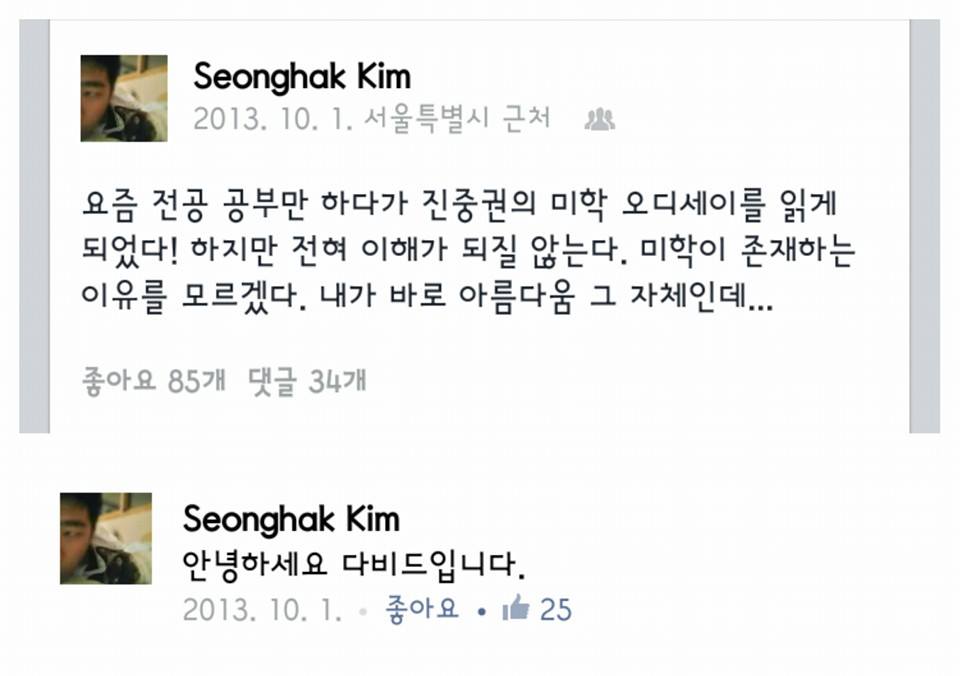 Seonghak Kim
2013. 10. 1. 서울특별시 근처
요즘 전공 공부만 하다가 진중권의 미학 오디세이를 읽게
되었다! 하지만 전혀 이해가 되질 않는다. 미학이 존재하는
이유를 모르겠다. 내가 바로 아름다움 그 자체인데...
좋아요 85개 댓글 34개
Seonghak Kim
안녕하세요 다비드입니다.
2013. 10. 1. • 좋아요 • 25